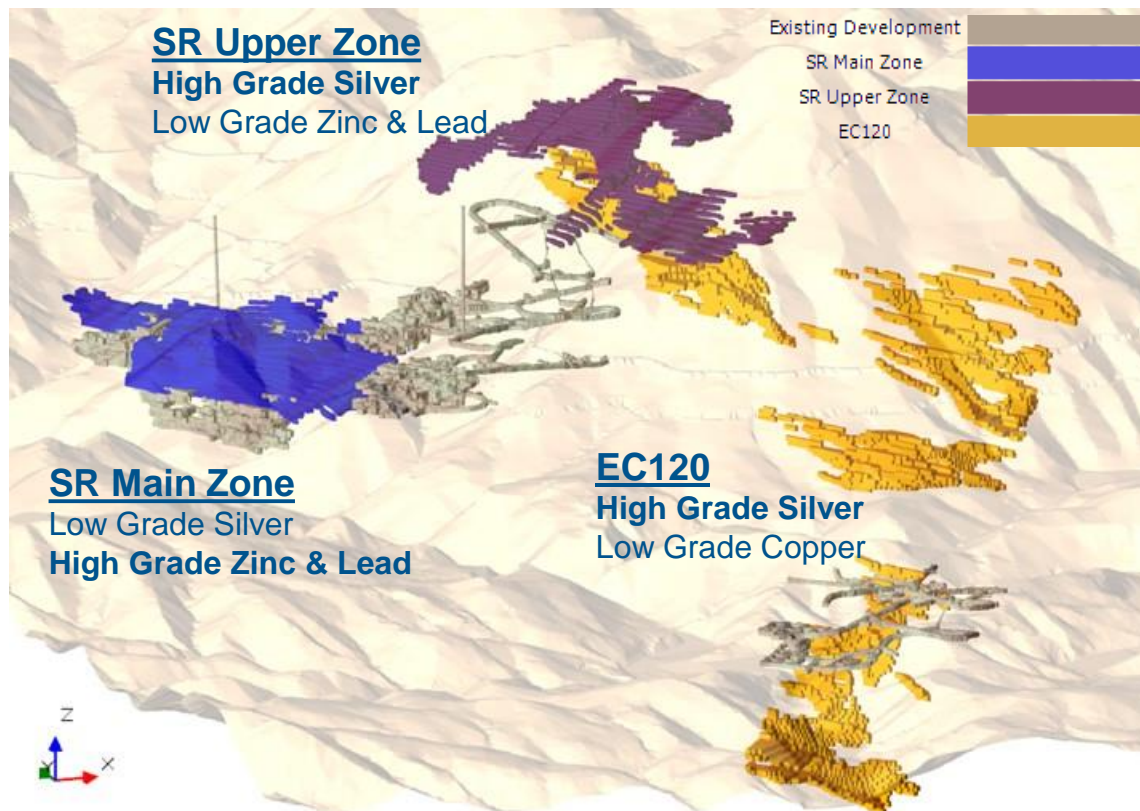 SR Upper Zone
High Grade Silver
Low Grade Zinc & Lead
Existing Development
SR Main Zone
SR Upper Zone
EC120
SR Main Zone
Low Grade Silver
High Grade Zinc & Lead
EC120
High Grade Silver
Low Grade Copper
Z
Y
X